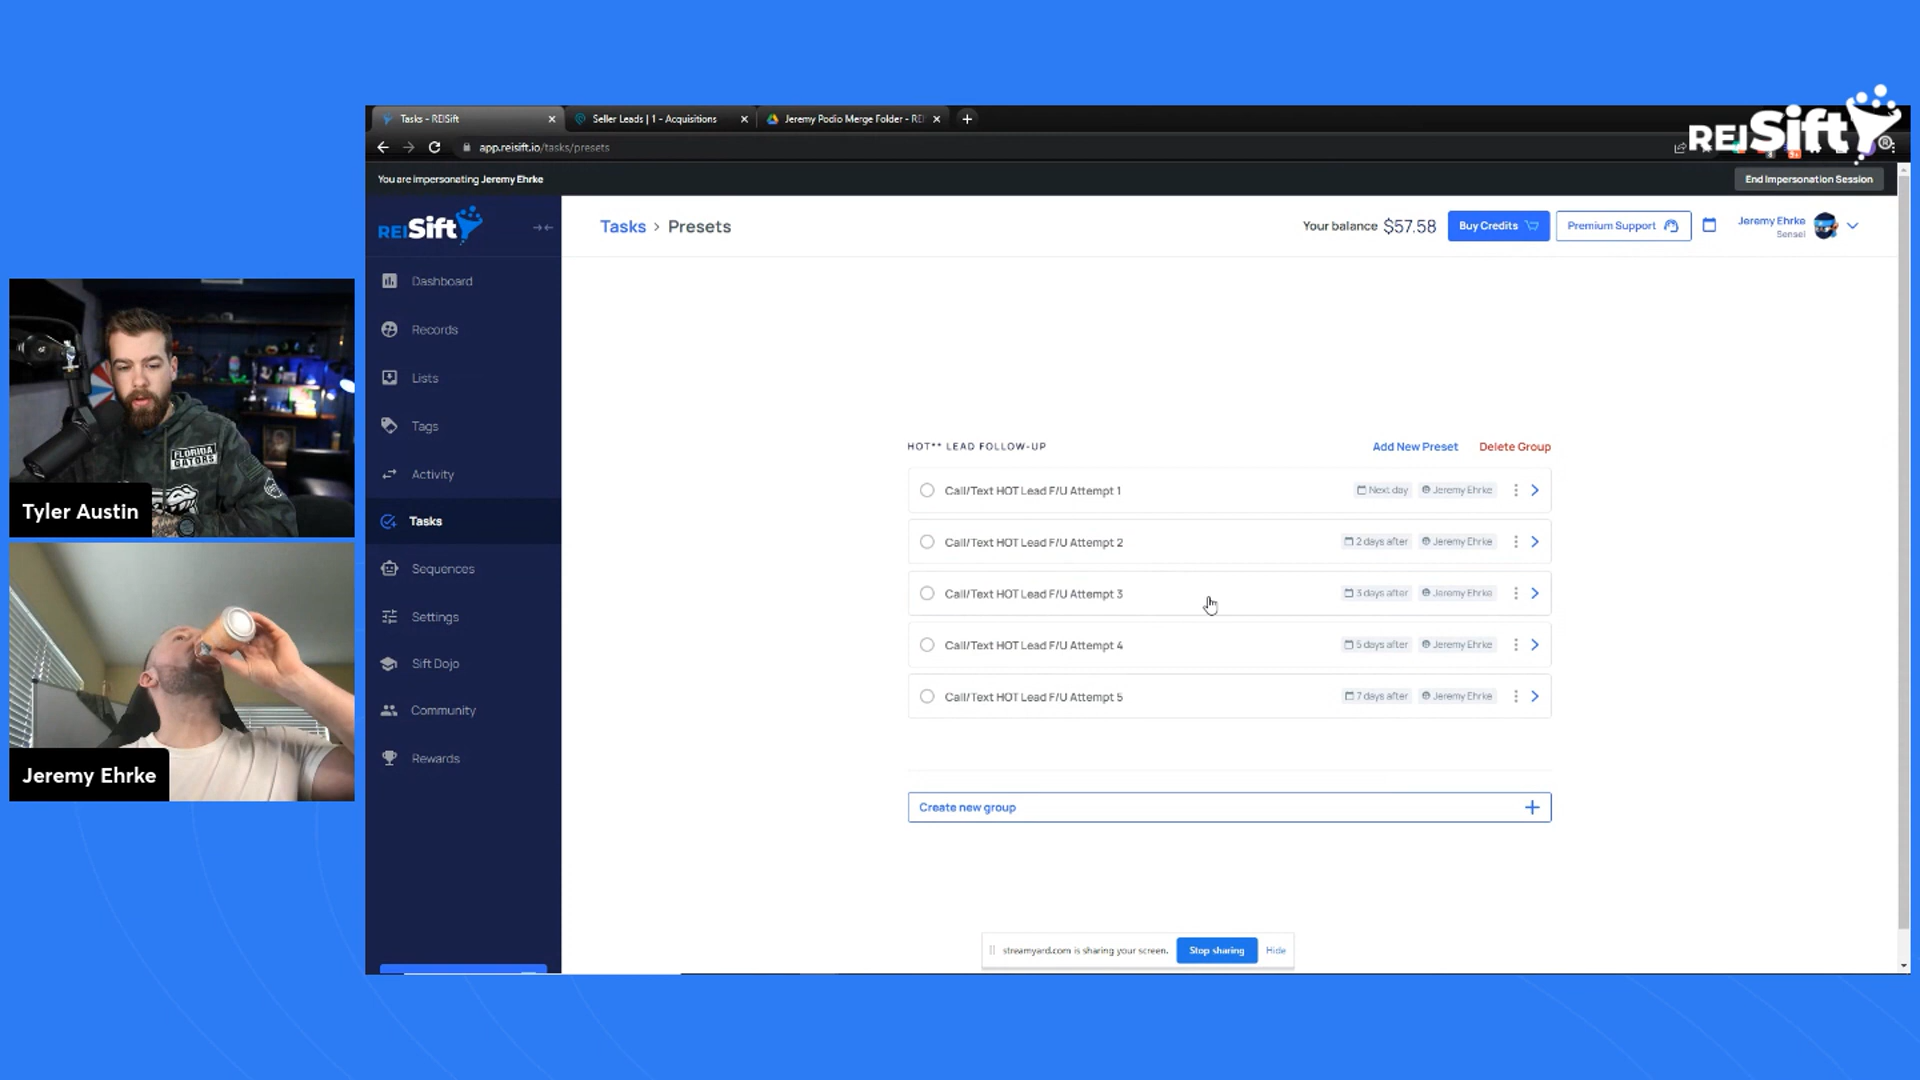 REISift®
Tasks - REISift
Seller Leads | 1 - Acquisitions
Jeremy Podio Merge Folder - REI
app.reisift.io/tasks/presets
You are impersonating Jeremy Ehrke
End Impersonation Session
REISift
Tasks > Presets
Your balance $57.58
Buy Credits
Premium Support
Jeremy Ehrke
Sensei
Dashboard
Records
Lists
Tags
Activity
Tasks
Sequences
Settings
Sift Dojo
Community
Rewards
HOT** LEAD FOLLOW-UP
Add New Preset
Delete Group
Call/Text HOT Lead F/U Attempt 1
Next day
Jeremy Ehrke
Call/Text HOT Lead F/U Attempt 2
2 days after
Jeremy Ehrke
Call/Text HOT Lead F/U Attempt 3
3 days after
Jeremy Ehrke
Call/Text HOT Lead F/U Attempt 4
5 days after
Jeremy Ehrke
Call/Text HOT Lead F/U Attempt 5
7 days after
Jeremy Ehrke
Create new group
streamyard.com is sharing your screen.
Stop sharing
Hide
FLORIDA
GATORS
Tyler Austin
Jeremy Ehrke